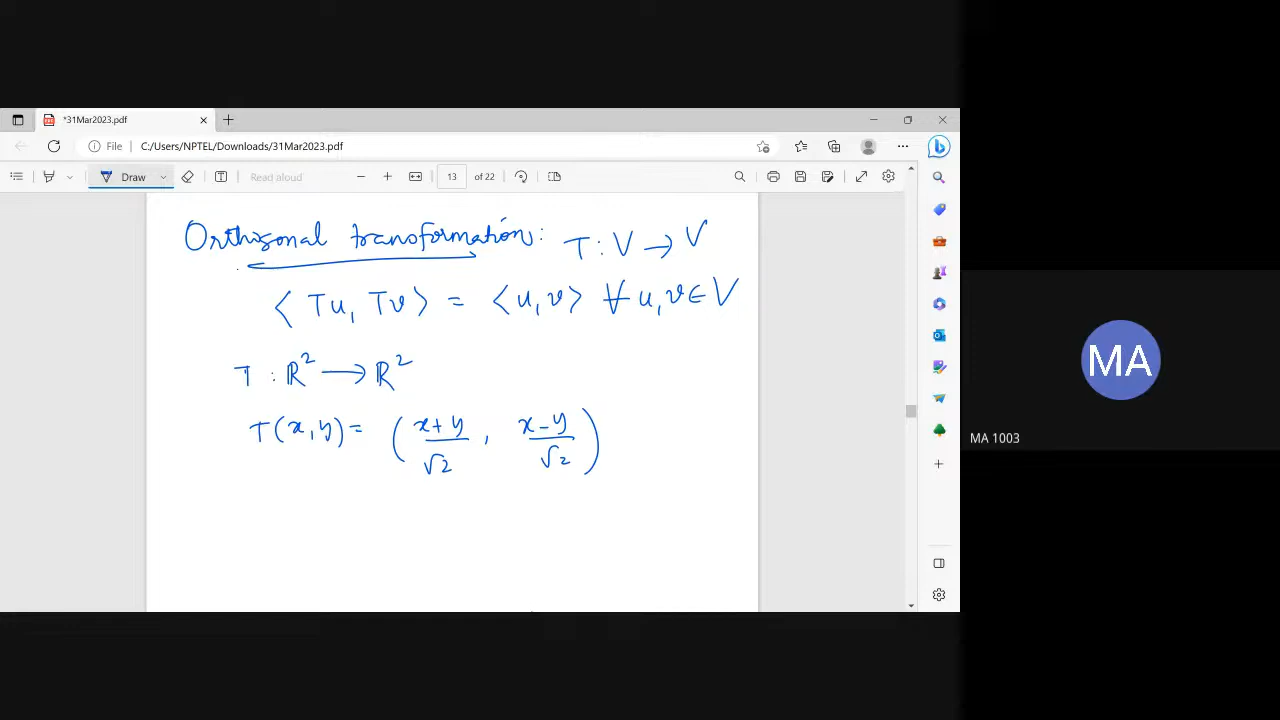 *31Mar2023.pdf
File | C:/Users/NPTEL/Downloads/31Mar2023.pdf
Draw Read aloud 13 of 22
Orthogonal transformation: T : V → V
⟨Tu, Tv⟩ = ⟨u, v⟩ ∀ u, v ∈ V
T : ℝ² → ℝ²
T(x, y) = ( x+y/√2 , x-y/√2 )
MA
MA 1003